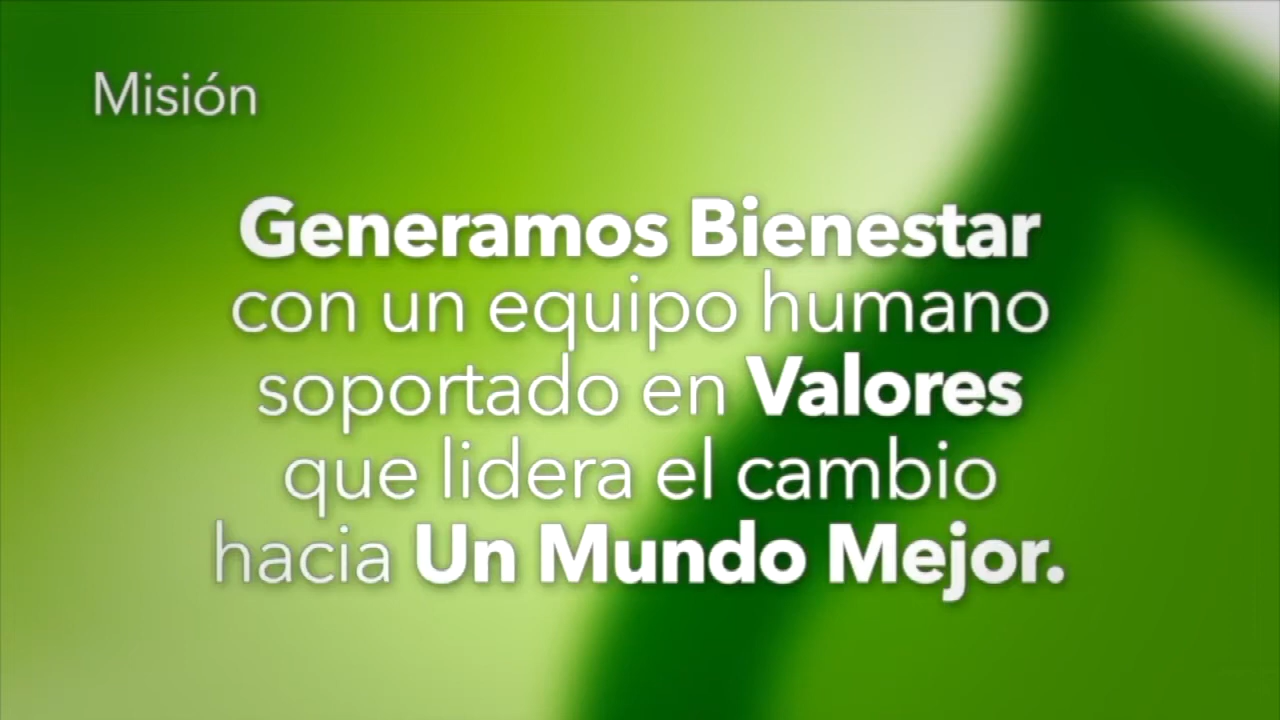 Misión
Generamos Bienestar
con un equipo humano
soportado en Valores
que lidera el cambio
hacia Un Mundo Mejor.